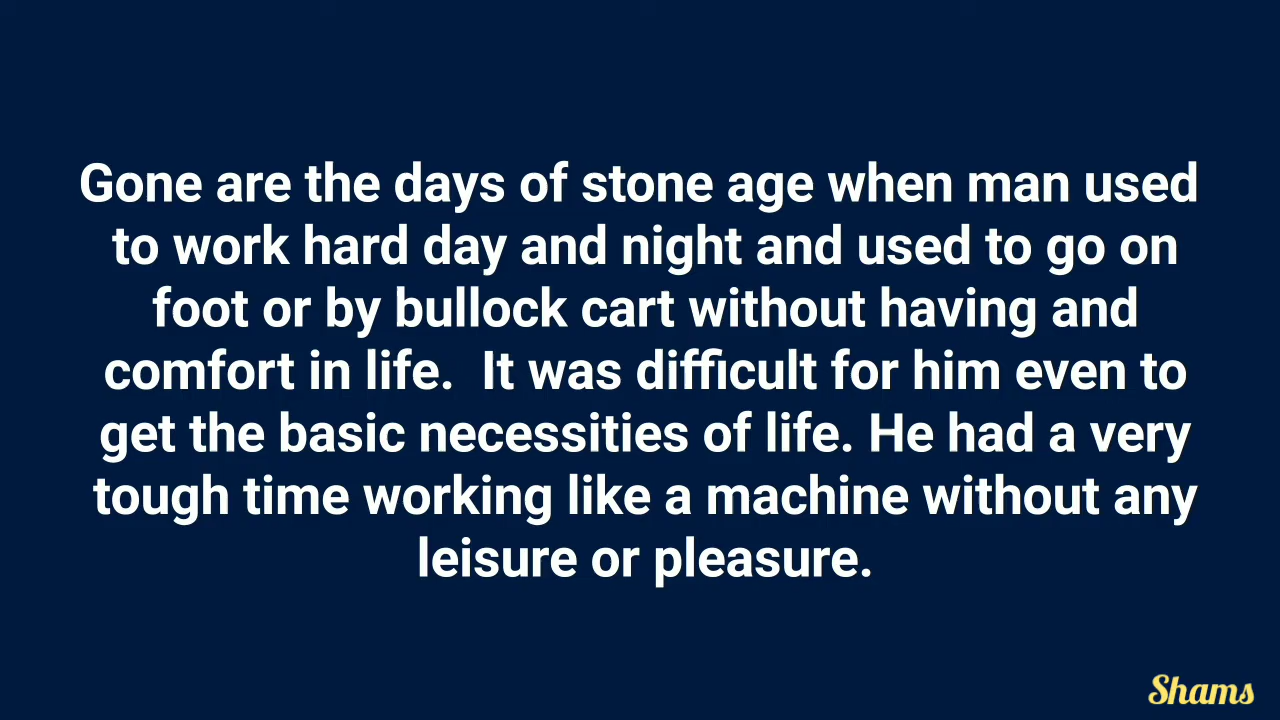 Gone are the days of stone age when man used
to work hard day and night and used to go on
foot or by bullock cart without having and
comfort in life.  It was difficult for him even to
get the basic necessities of life. He had a very
tough time working like a machine without any
leisure or pleasure.
Shams